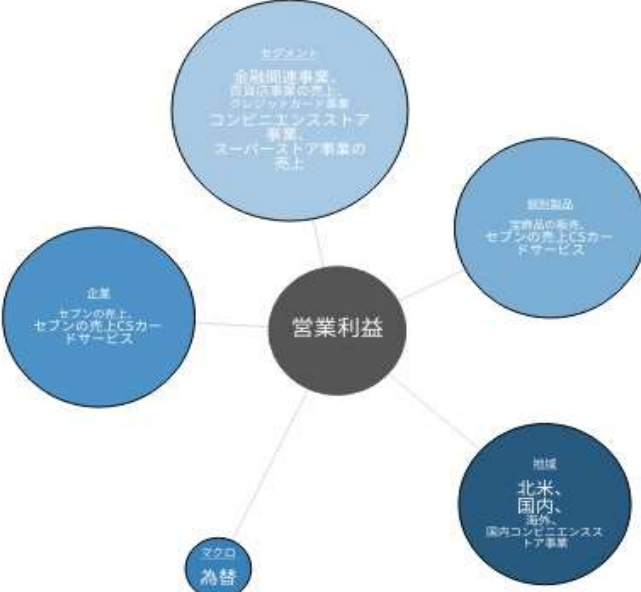 セグメント
金融関連事業、
百貨店事業の売上、
クレジットカード事業
コンビニエンスストア
事業、
スーパーストア事業の
売上
個別製品
宝飾品の販売、
セブンの売上CSカー
ドサービス
企業
セブンの売上、
セブンの売上CSカー
ドサービス
営業利益
地域
北米、
国内、
海外、
国内コンビニエンスス
トア事業
マクロ
為替